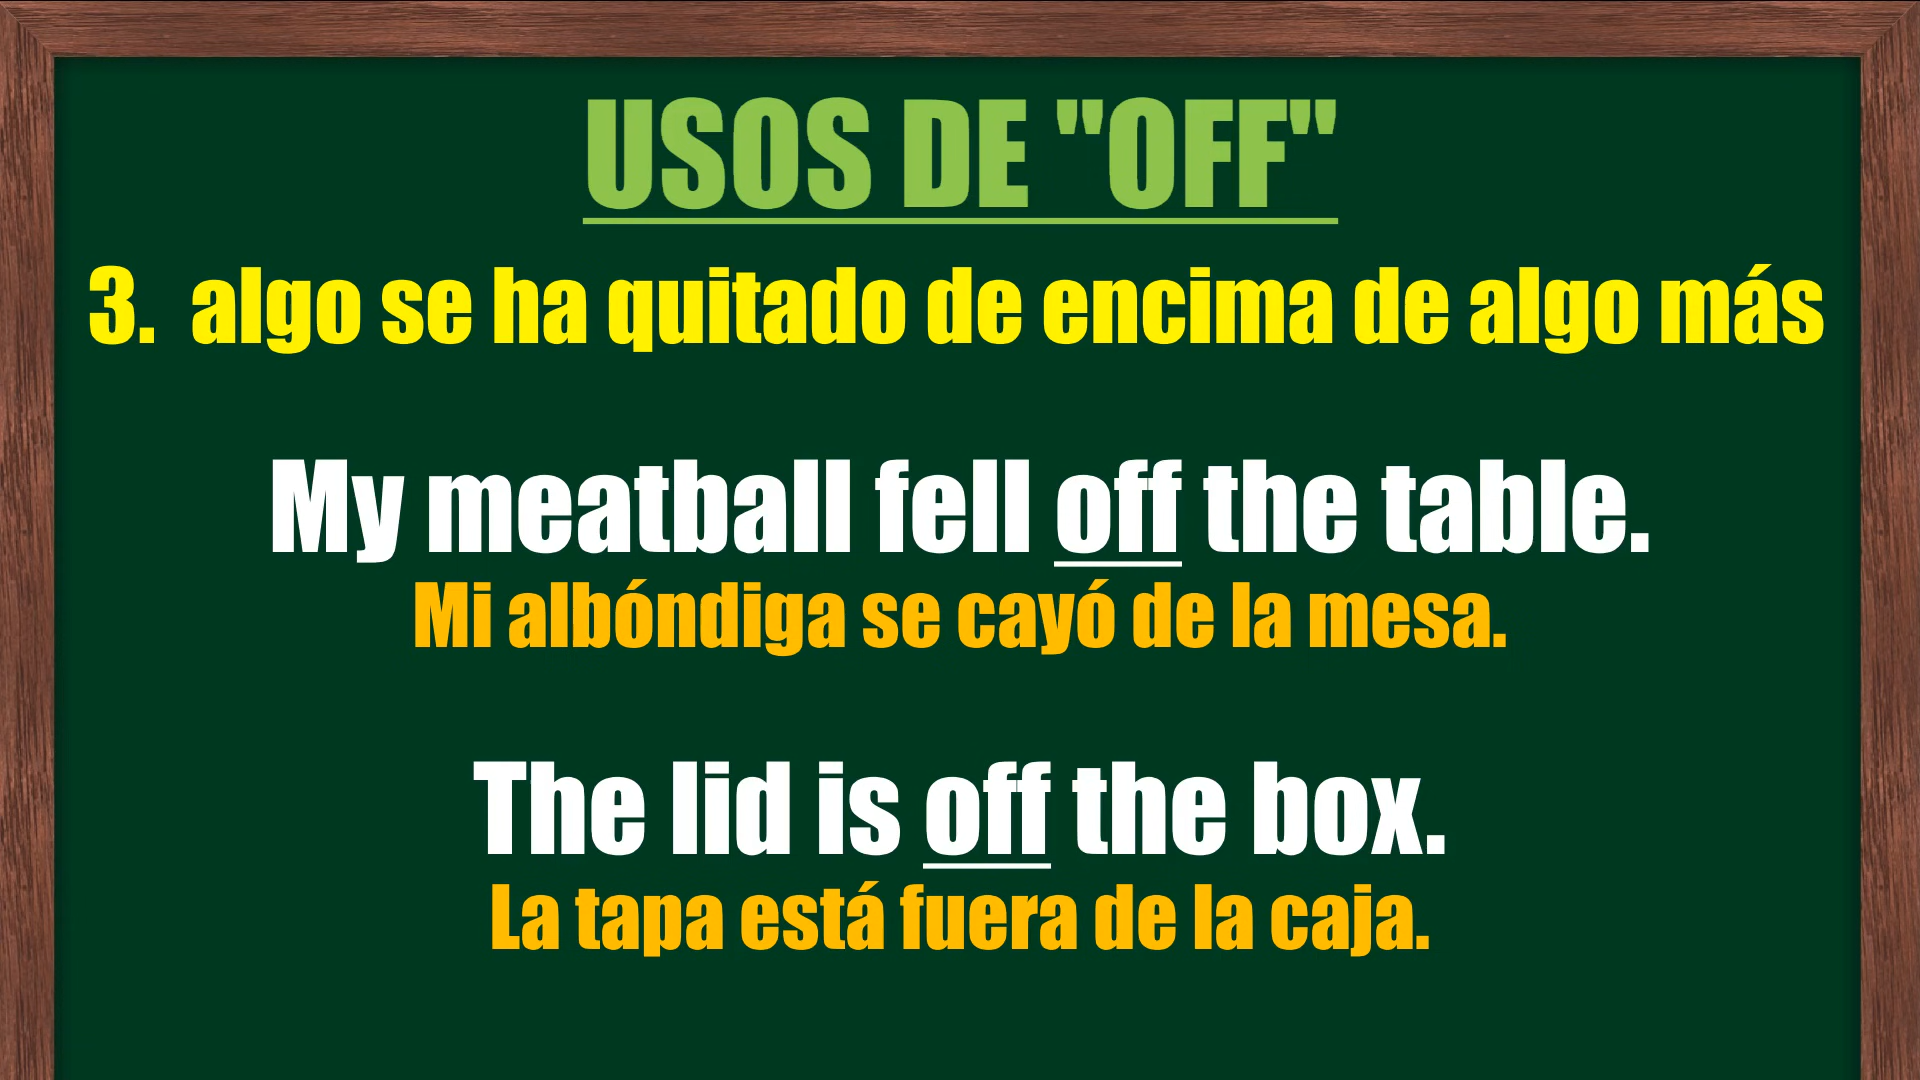 USOS DE "OFF"
3. algo se ha quitado de encima de algo más
My meatball fell off the table.
Mi albóndiga se cayó de la mesa.
The lid is off the box.
La tapa está fuera de la caja.